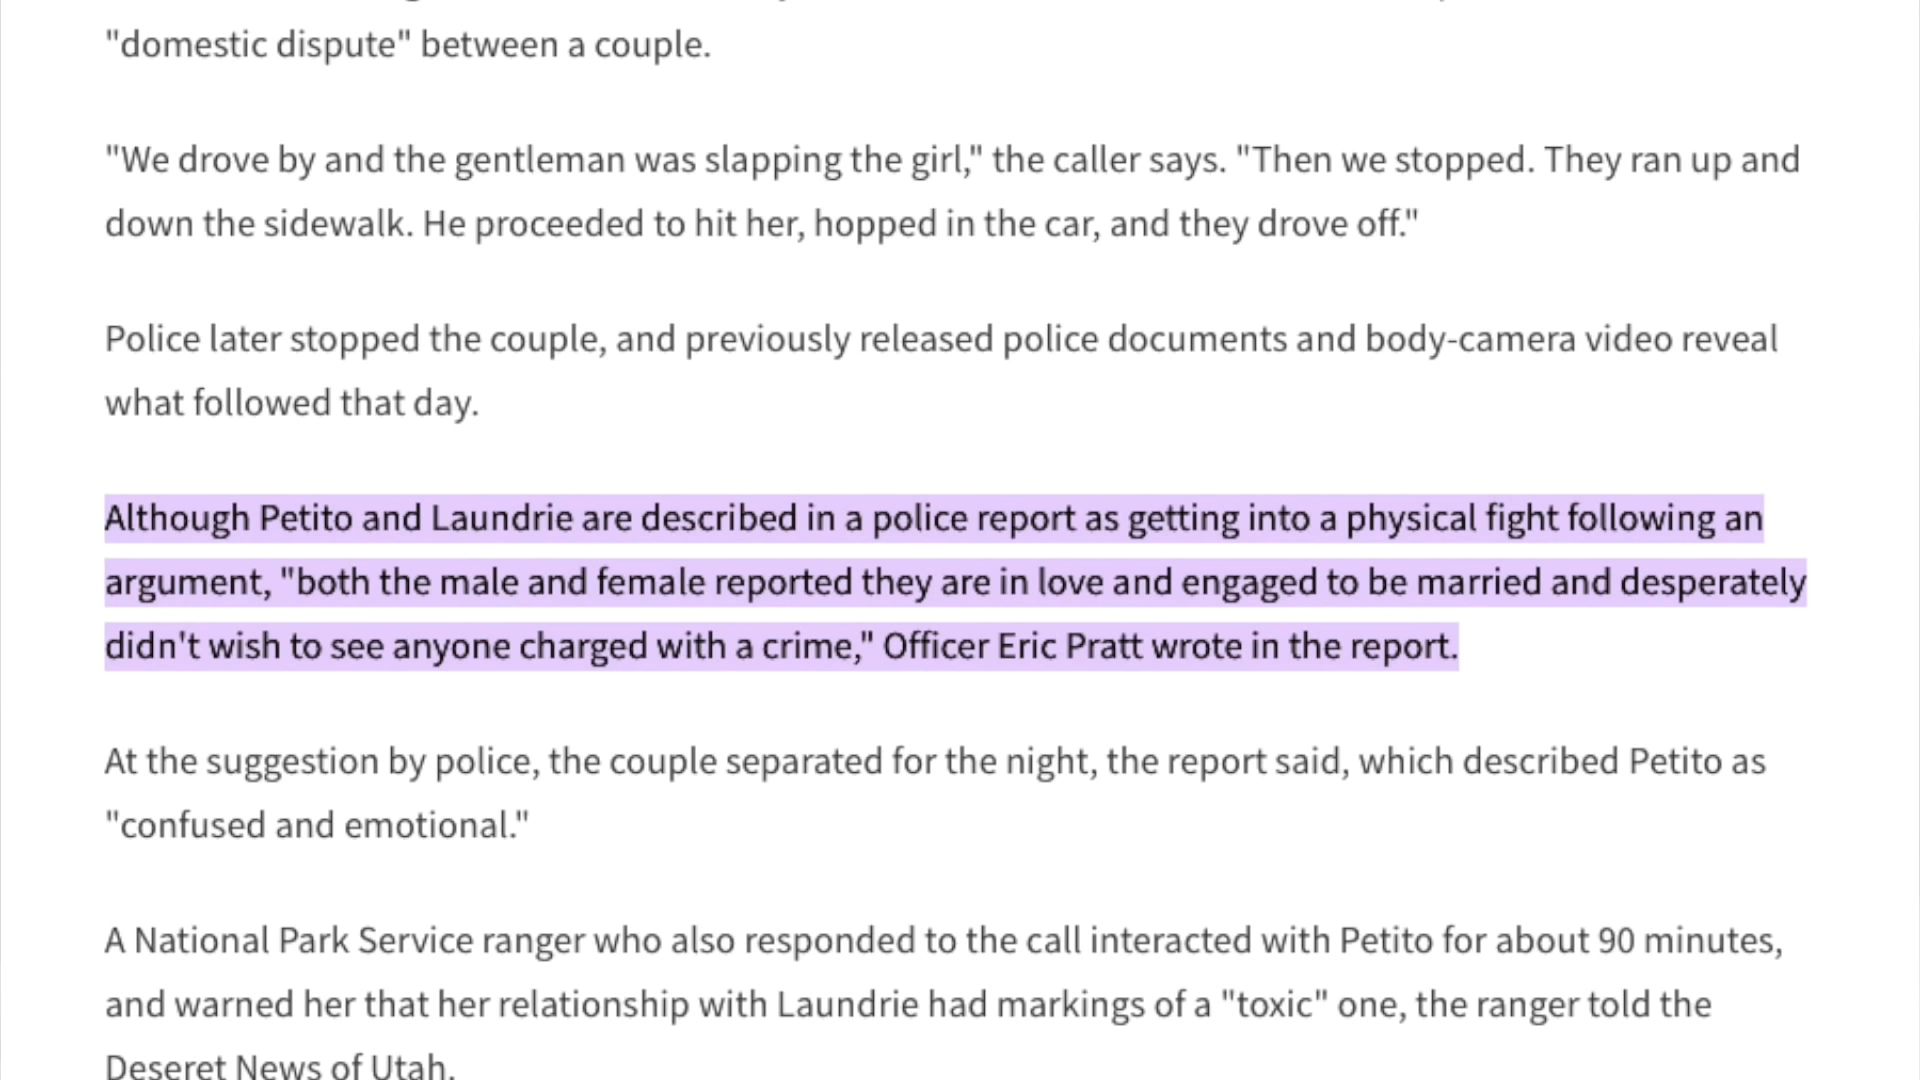 "domestic dispute" between a couple.
"We drove by and the gentleman was slapping the girl," the caller says. "Then we stopped. They ran up and
down the sidewalk. He proceeded to hit her, hopped in the car, and they drove off."
Police later stopped the couple, and previously released police documents and body-camera video reveal
what followed that day.
Although Petito and Laundrie are described in a police report as getting into a physical fight following an
argument, "both the male and female reported they are in love and engaged to be married and desperately
didn't wish to see anyone charged with a crime," Officer Eric Pratt wrote in the report.
At the suggestion by police, the couple separated for the night, the report said, which described Petito as
"confused and emotional."
A National Park Service ranger who also responded to the call interacted with Petito for about 90 minutes,
and warned her that her relationship with Laundrie had markings of a "toxic" one, the ranger told the
Deseret News of Utah.